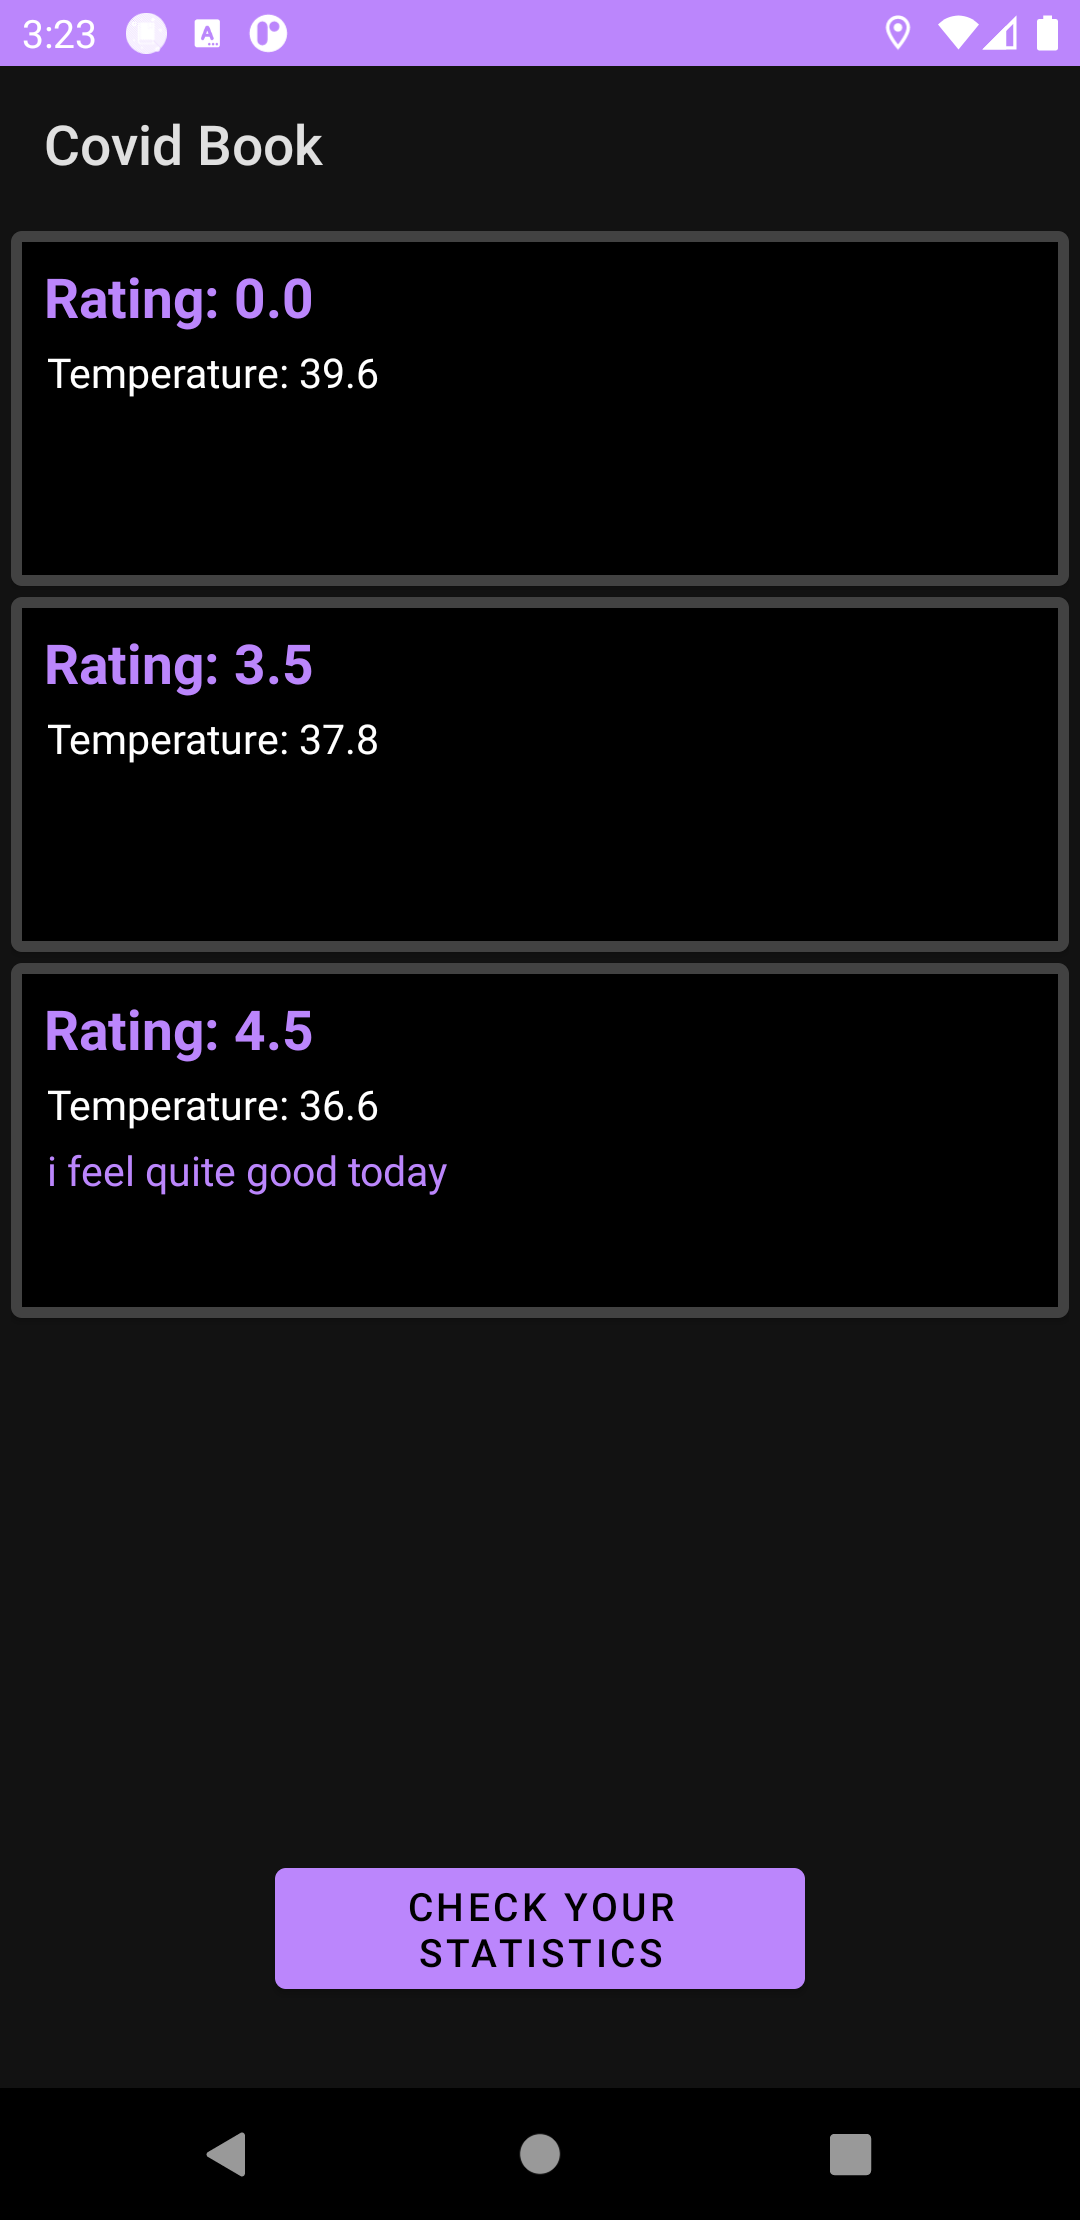 3:23
Covid Book
Rating: 0.0
Temperature: 39.6
Rating: 3.5
Temperature: 37.8
Rating: 4.5
Temperature: 36.6
i feel quite good today
CHECK YOUR
STATISTICS